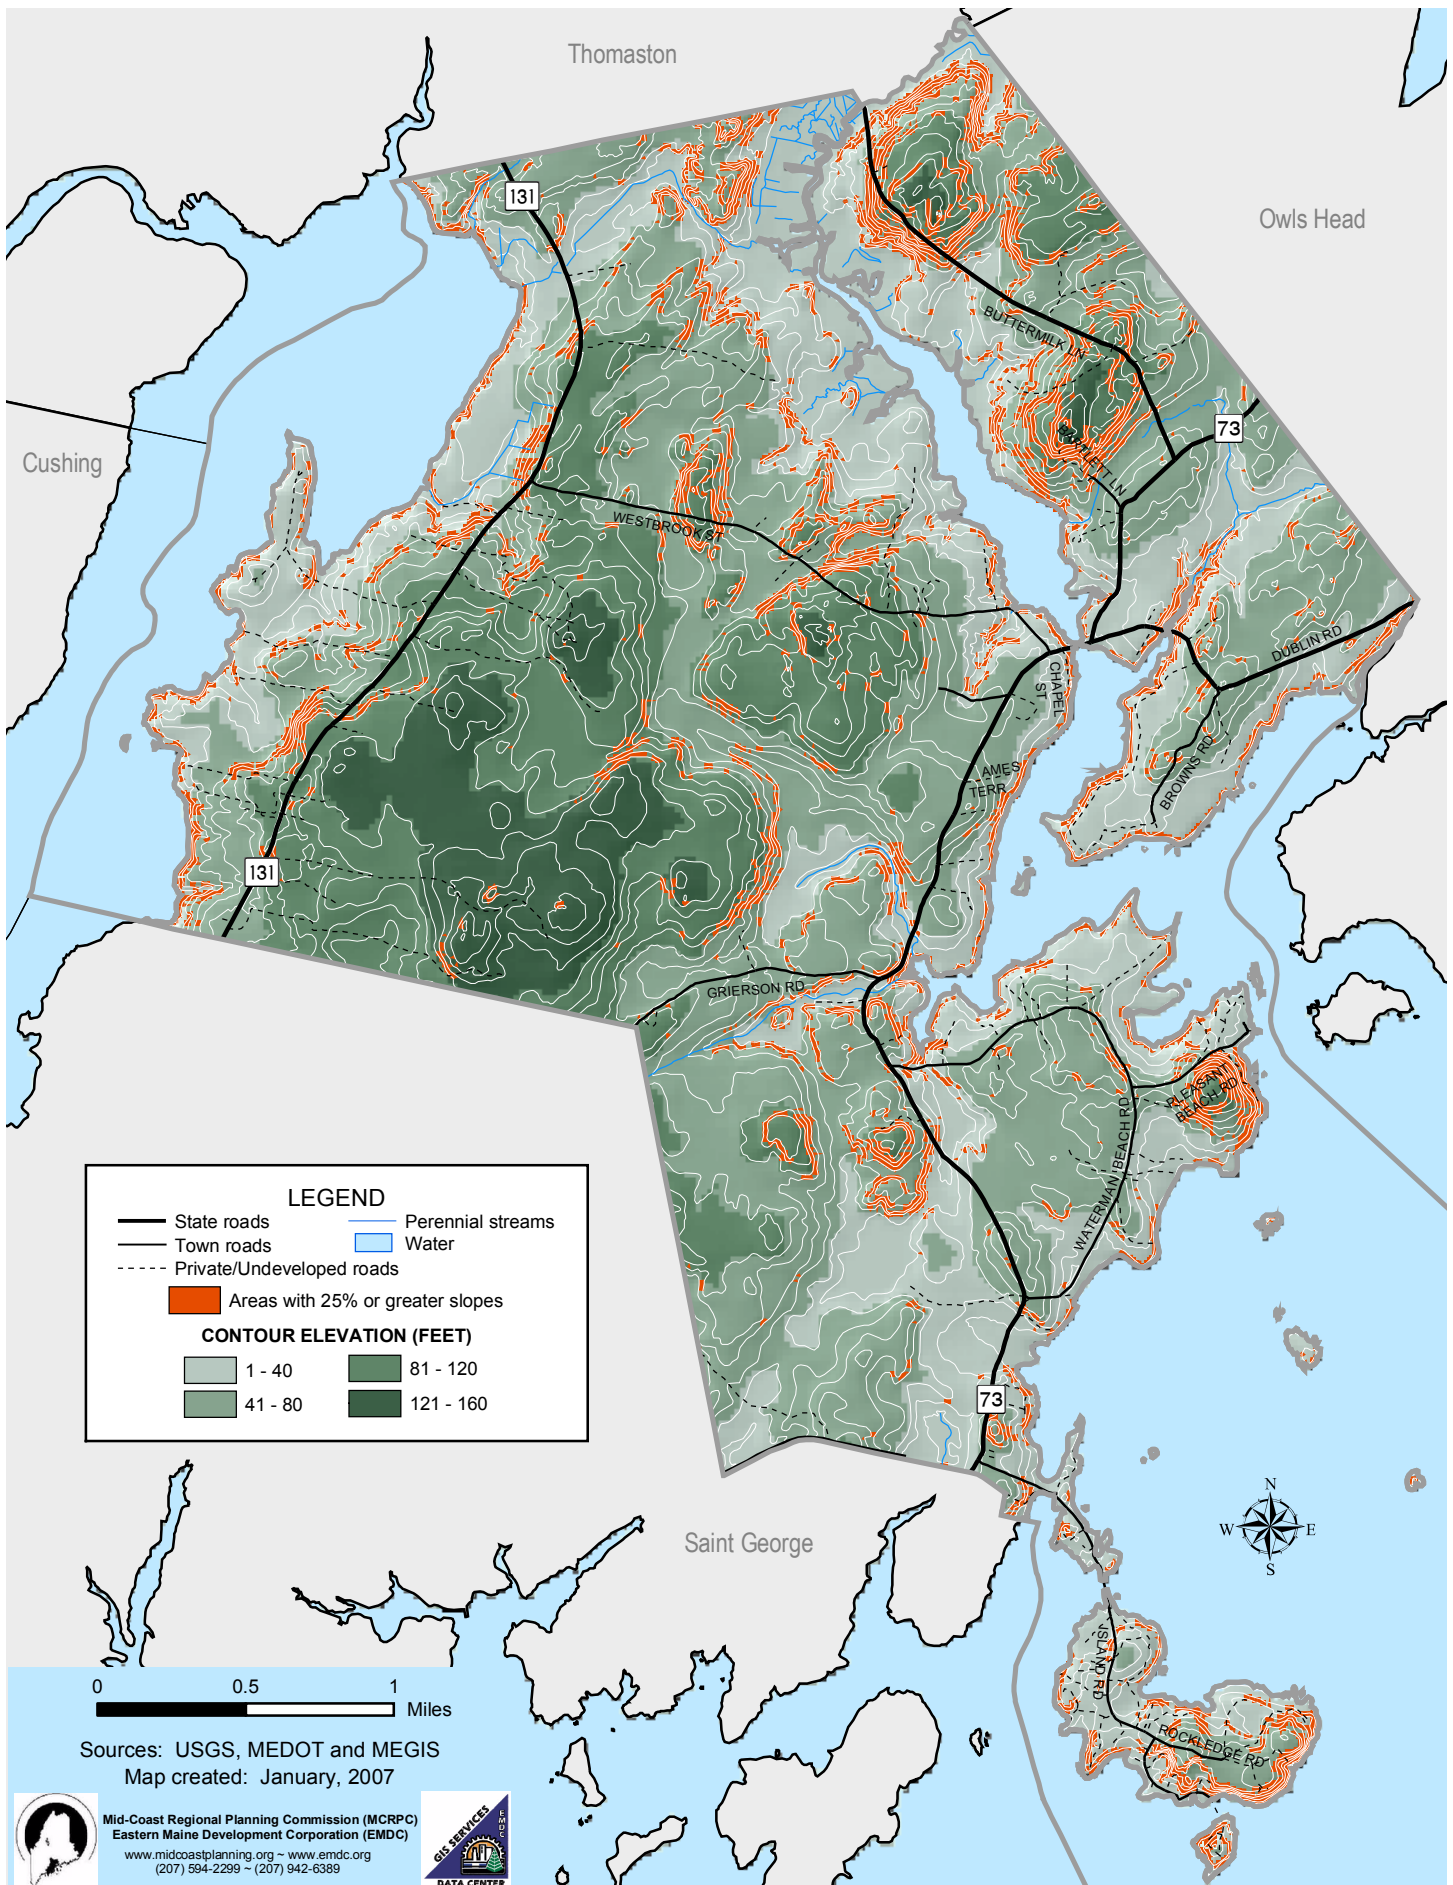 Thomaston
131
Owls Head
BUTTERMILK LN
73
Cushing
BARTLETT LN
WESTBROOK ST
DUBLIN RD
CHAPEL
ST
BROWNS RD
AMES
TERR
131
GRIERSON RD
PLEASANT
BEACH RD
WATERMAN BEACH RD
LEGEND
State roads
Perennial streams
Town roads
Water
Private/Undeveloped roads
Areas with 25% or greater slopes
CONTOUR ELEVATION (FEET)
1 - 40
81 - 120
41 - 80
121 - 160
73
N
W
E
S
Saint George
ISLAND RD
ROCKLEDGE RD
0 0.5 1
Miles
Sources: USGS, MEDOT and MEGIS
Map created: January, 2007
Mid-Coast Regional Planning Commission (MCRPC)
Eastern Maine Development Corporation (EMDC)
www.midcoastplanning.org ~ www.emdc.org
(207) 594-2299 ~ (207) 942-6389
GIS SERVICES
EMDC
DATA CENTER